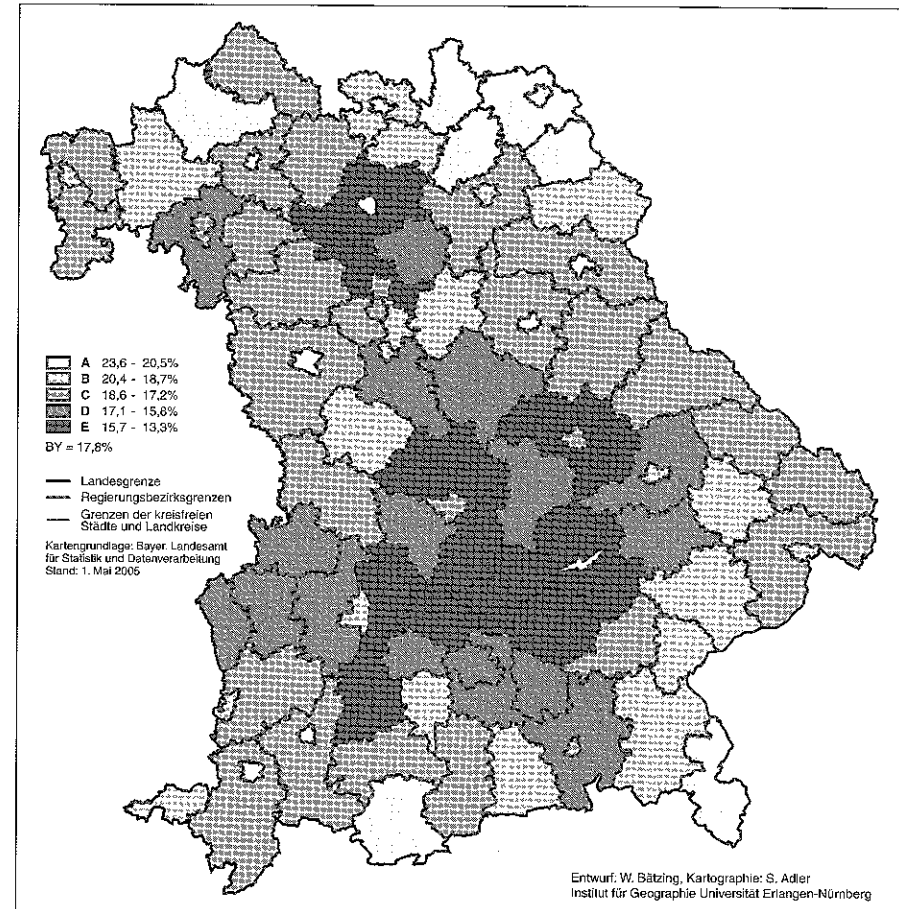 A 23,6 - 20,5%
B 20,4 - 18,7%
C 18,6 - 17,2%
D 17,1 - 15,8%
E 15,7 - 13,3%
BY = 17,8%
Landesgrenze
Regierungsbezirksgrenzen
Grenzen der kreisfreien
Städte und Landkreise
Kartengrundlage: Bayer. Landesamt
für Statistik und Datenverarbeitung
Stand: 1. Mai 2005
Entwurf: W. Bätzing, Kartographie: S. Adler
Institut für Geographie Universität Erlangen-Nürnberg